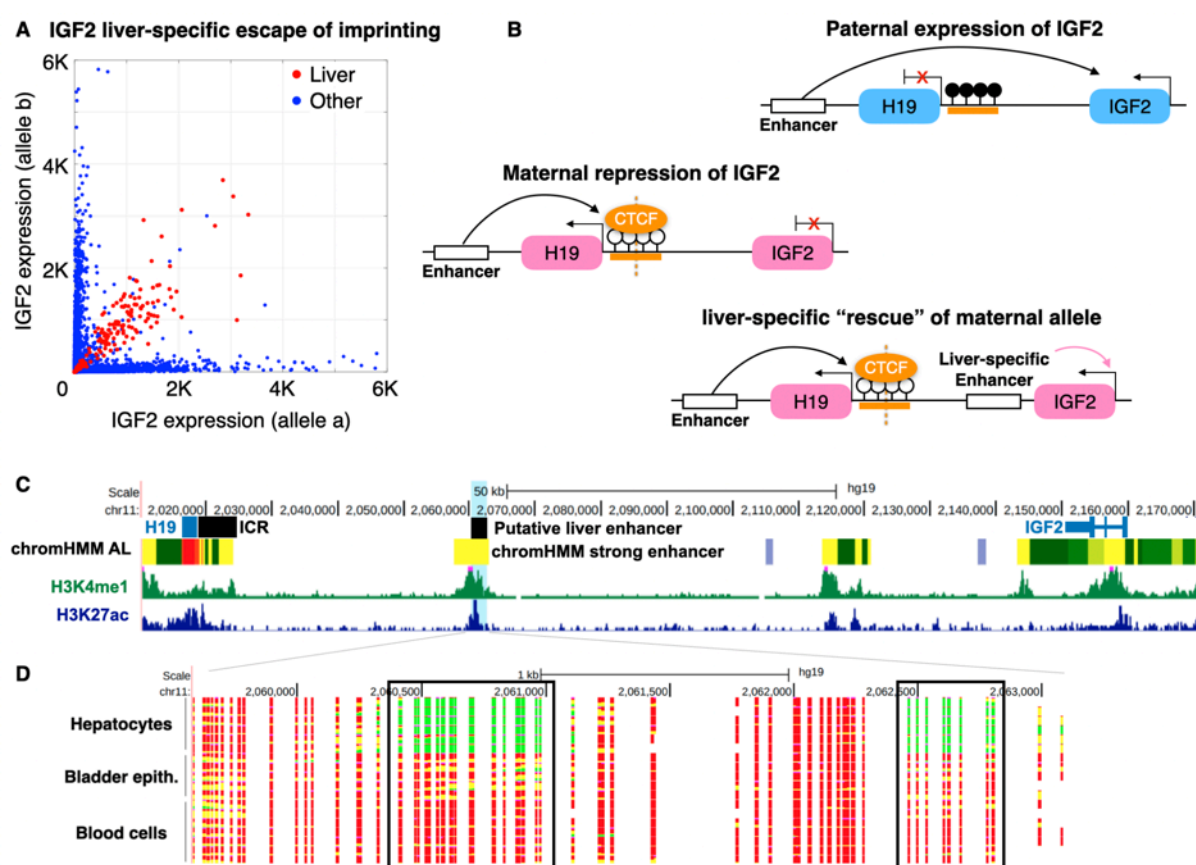 A IGF2 liver-specific escape of imprinting
6K
Liver
Other
4K
2K
0
2K
4K
6K
IGF2 expression (allele b)
IGF2 expression (allele a)
B
Paternal expression of IGF2
H19
IGF2
Enhancer
Maternal repression of IGF2
CTCF
H19
IGF2
Enhancer
liver-specific “rescue” of maternal allele
CTCF
Liver-specific
Enhancer
H19
IGF2
Enhancer
C
Scale
50 kb
hg19
chr11:
2,020,000
2,030,000
2,040,000
2,050,000
2,060,000
2,070,000
2,080,000
2,090,000
2,100,000
2,110,000
2,120,000
2,130,000
2,140,000
2,150,000
2,160,000
2,170,000
H19
ICR
Putative liver enhancer
IGF2
chromHMM AL
chromHMM strong enhancer
H3K4me1
H3K27ac
D
Scale
1 kb
hg19
chr11:
2,060,000
2,060,500
2,061,000
2,061,500
2,062,000
2,062,500
2,063,000
Hepatocytes
Bladder epith.
Blood cells